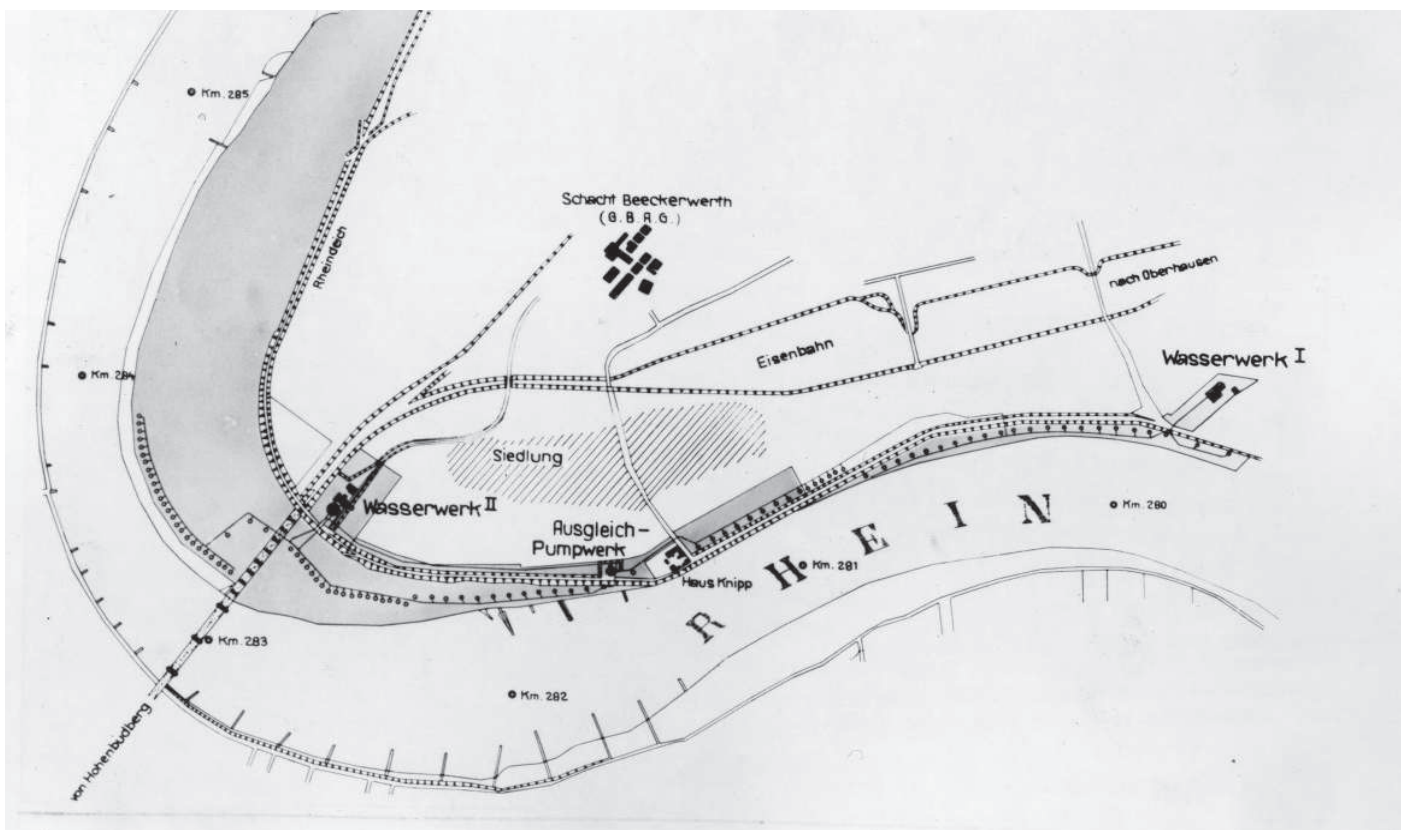 Km. 285
Schacht Beeckerwerth
(G.B.A.G.)
Rheindeich
nach Oberhausen
Eisenbahn
Wasserwerk I
Km. 284
Siedlung
Wasserwerk II
Km. 280
Ausgleich-
Pumpwerk
Haus Knipp
Km. 281
RHEIN
Km. 283
Km. 282
von Hohenbudberg